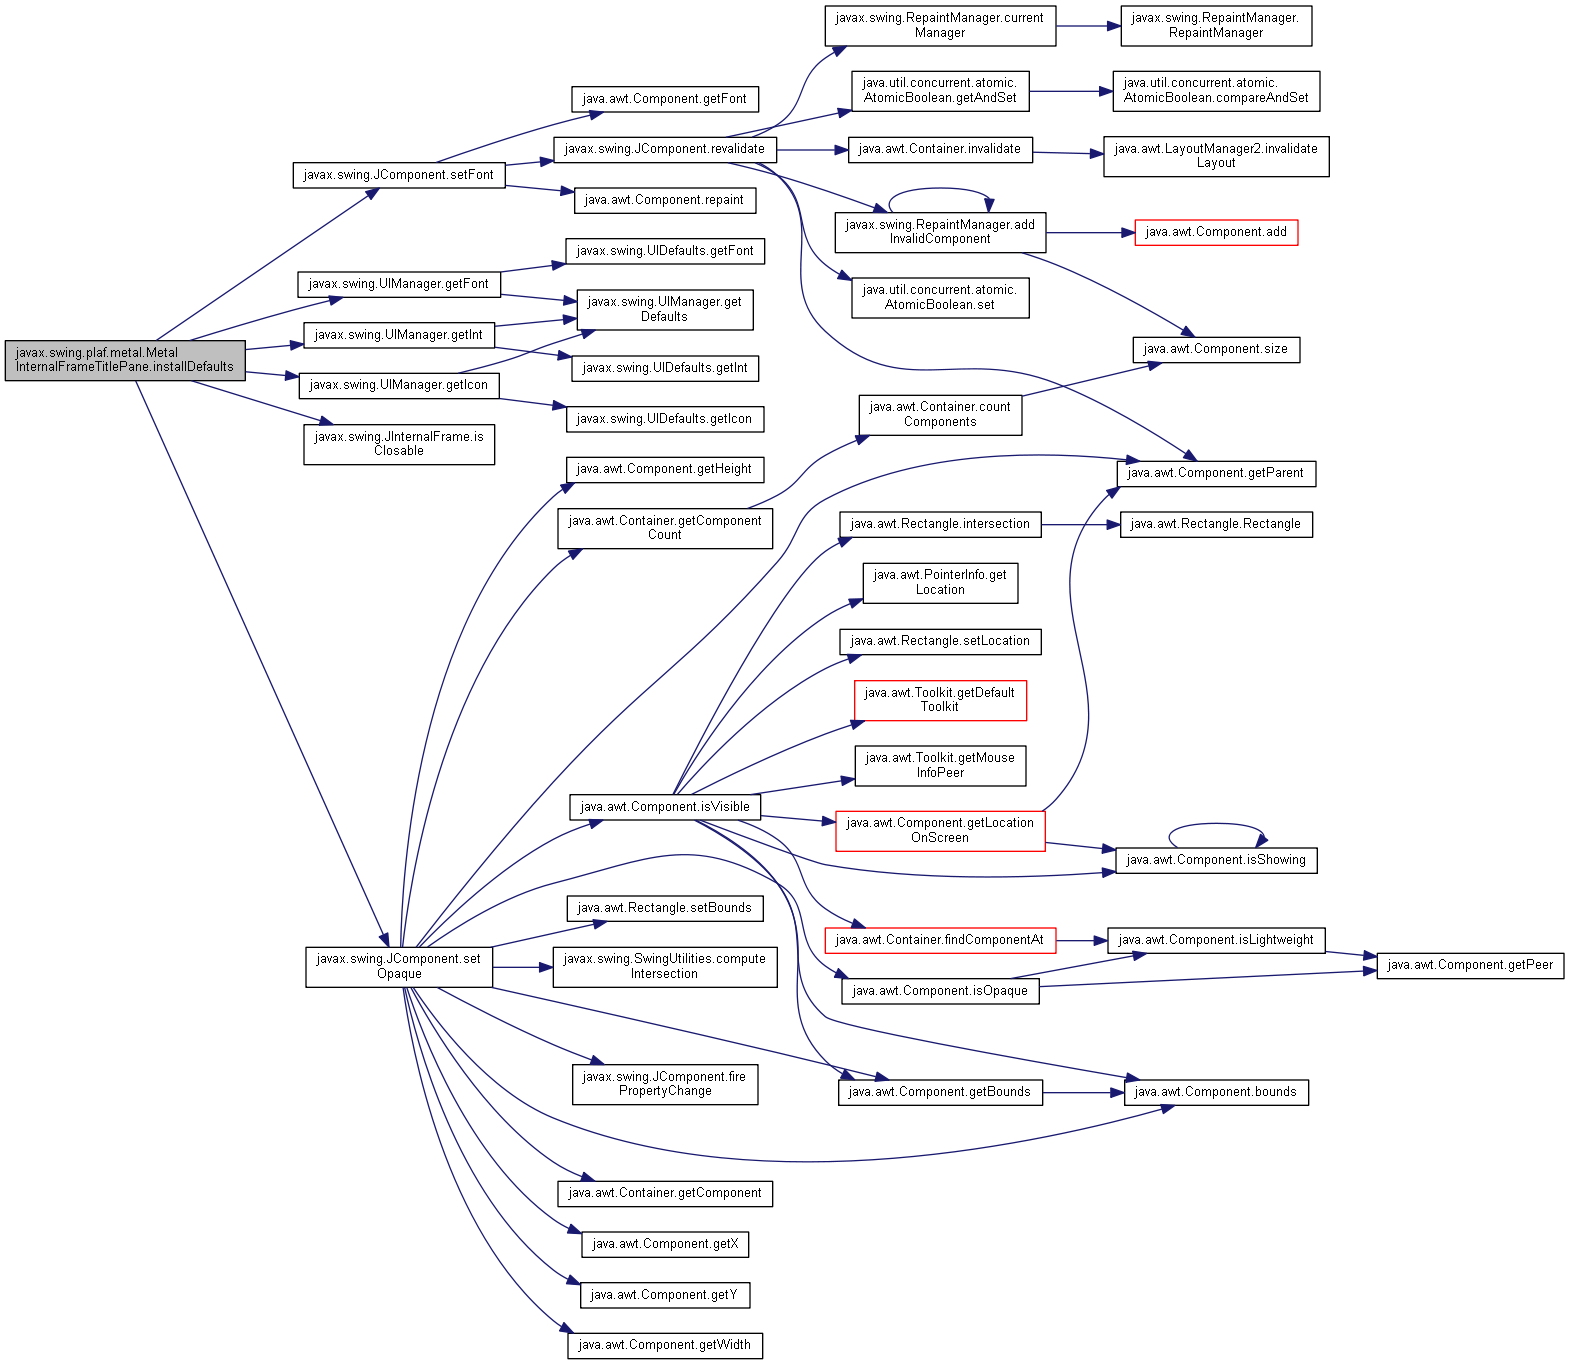 javax.swing.plaf.metal.Metal
InternalFrameTitlePane.installDefaults
javax.swing.JComponent.setFont
javax.swing.UIManager.getFont
javax.swing.UIManager.getInt
javax.swing.UIManager.getIcon
javax.swing.JInternalFrame.is
Closable
javax.swing.JComponent.set
Opaque
java.awt.Component.getFont
javax.swing.JComponent.revalidate
java.awt.Component.repaint
javax.swing.UIDefaults.getFont
javax.swing.UIManager.get
Defaults
javax.swing.UIDefaults.getInt
javax.swing.UIDefaults.getIcon
java.awt.Component.getHeight
java.awt.Container.getComponent
Count
java.awt.Component.isVisible
java.awt.Rectangle.setBounds
javax.swing.SwingUtilities.compute
Intersection
javax.swing.JComponent.fire
PropertyChange
java.awt.Container.getComponent
java.awt.Component.getX
java.awt.Component.getY
java.awt.Component.getWidth
javax.swing.RepaintManager.current
Manager
java.util.concurrent.atomic.
AtomicBoolean.getAndSet
java.awt.Container.invalidate
javax.swing.RepaintManager.add
InvalidComponent
java.util.concurrent.atomic.
AtomicBoolean.set
java.awt.Container.count
Components
java.awt.Rectangle.intersection
java.awt.PointerInfo.get
Location
java.awt.Rectangle.setLocation
java.awt.Toolkit.getDefault
Toolkit
java.awt.Toolkit.getMouse
InfoPeer
java.awt.Component.getLocation
OnScreen
java.awt.Container.findComponentAt
java.awt.Component.isOpaque
java.awt.Component.getBounds
javax.swing.RepaintManager.
RepaintManager
java.util.concurrent.atomic.
AtomicBoolean.compareAndSet
java.awt.LayoutManager2.invalidate
Layout
java.awt.Component.add
java.awt.Component.size
java.awt.Component.getParent
java.awt.Rectangle.Rectangle
java.awt.Component.isShowing
java.awt.Component.isLightweight
java.awt.Component.bounds
java.awt.Component.getPeer